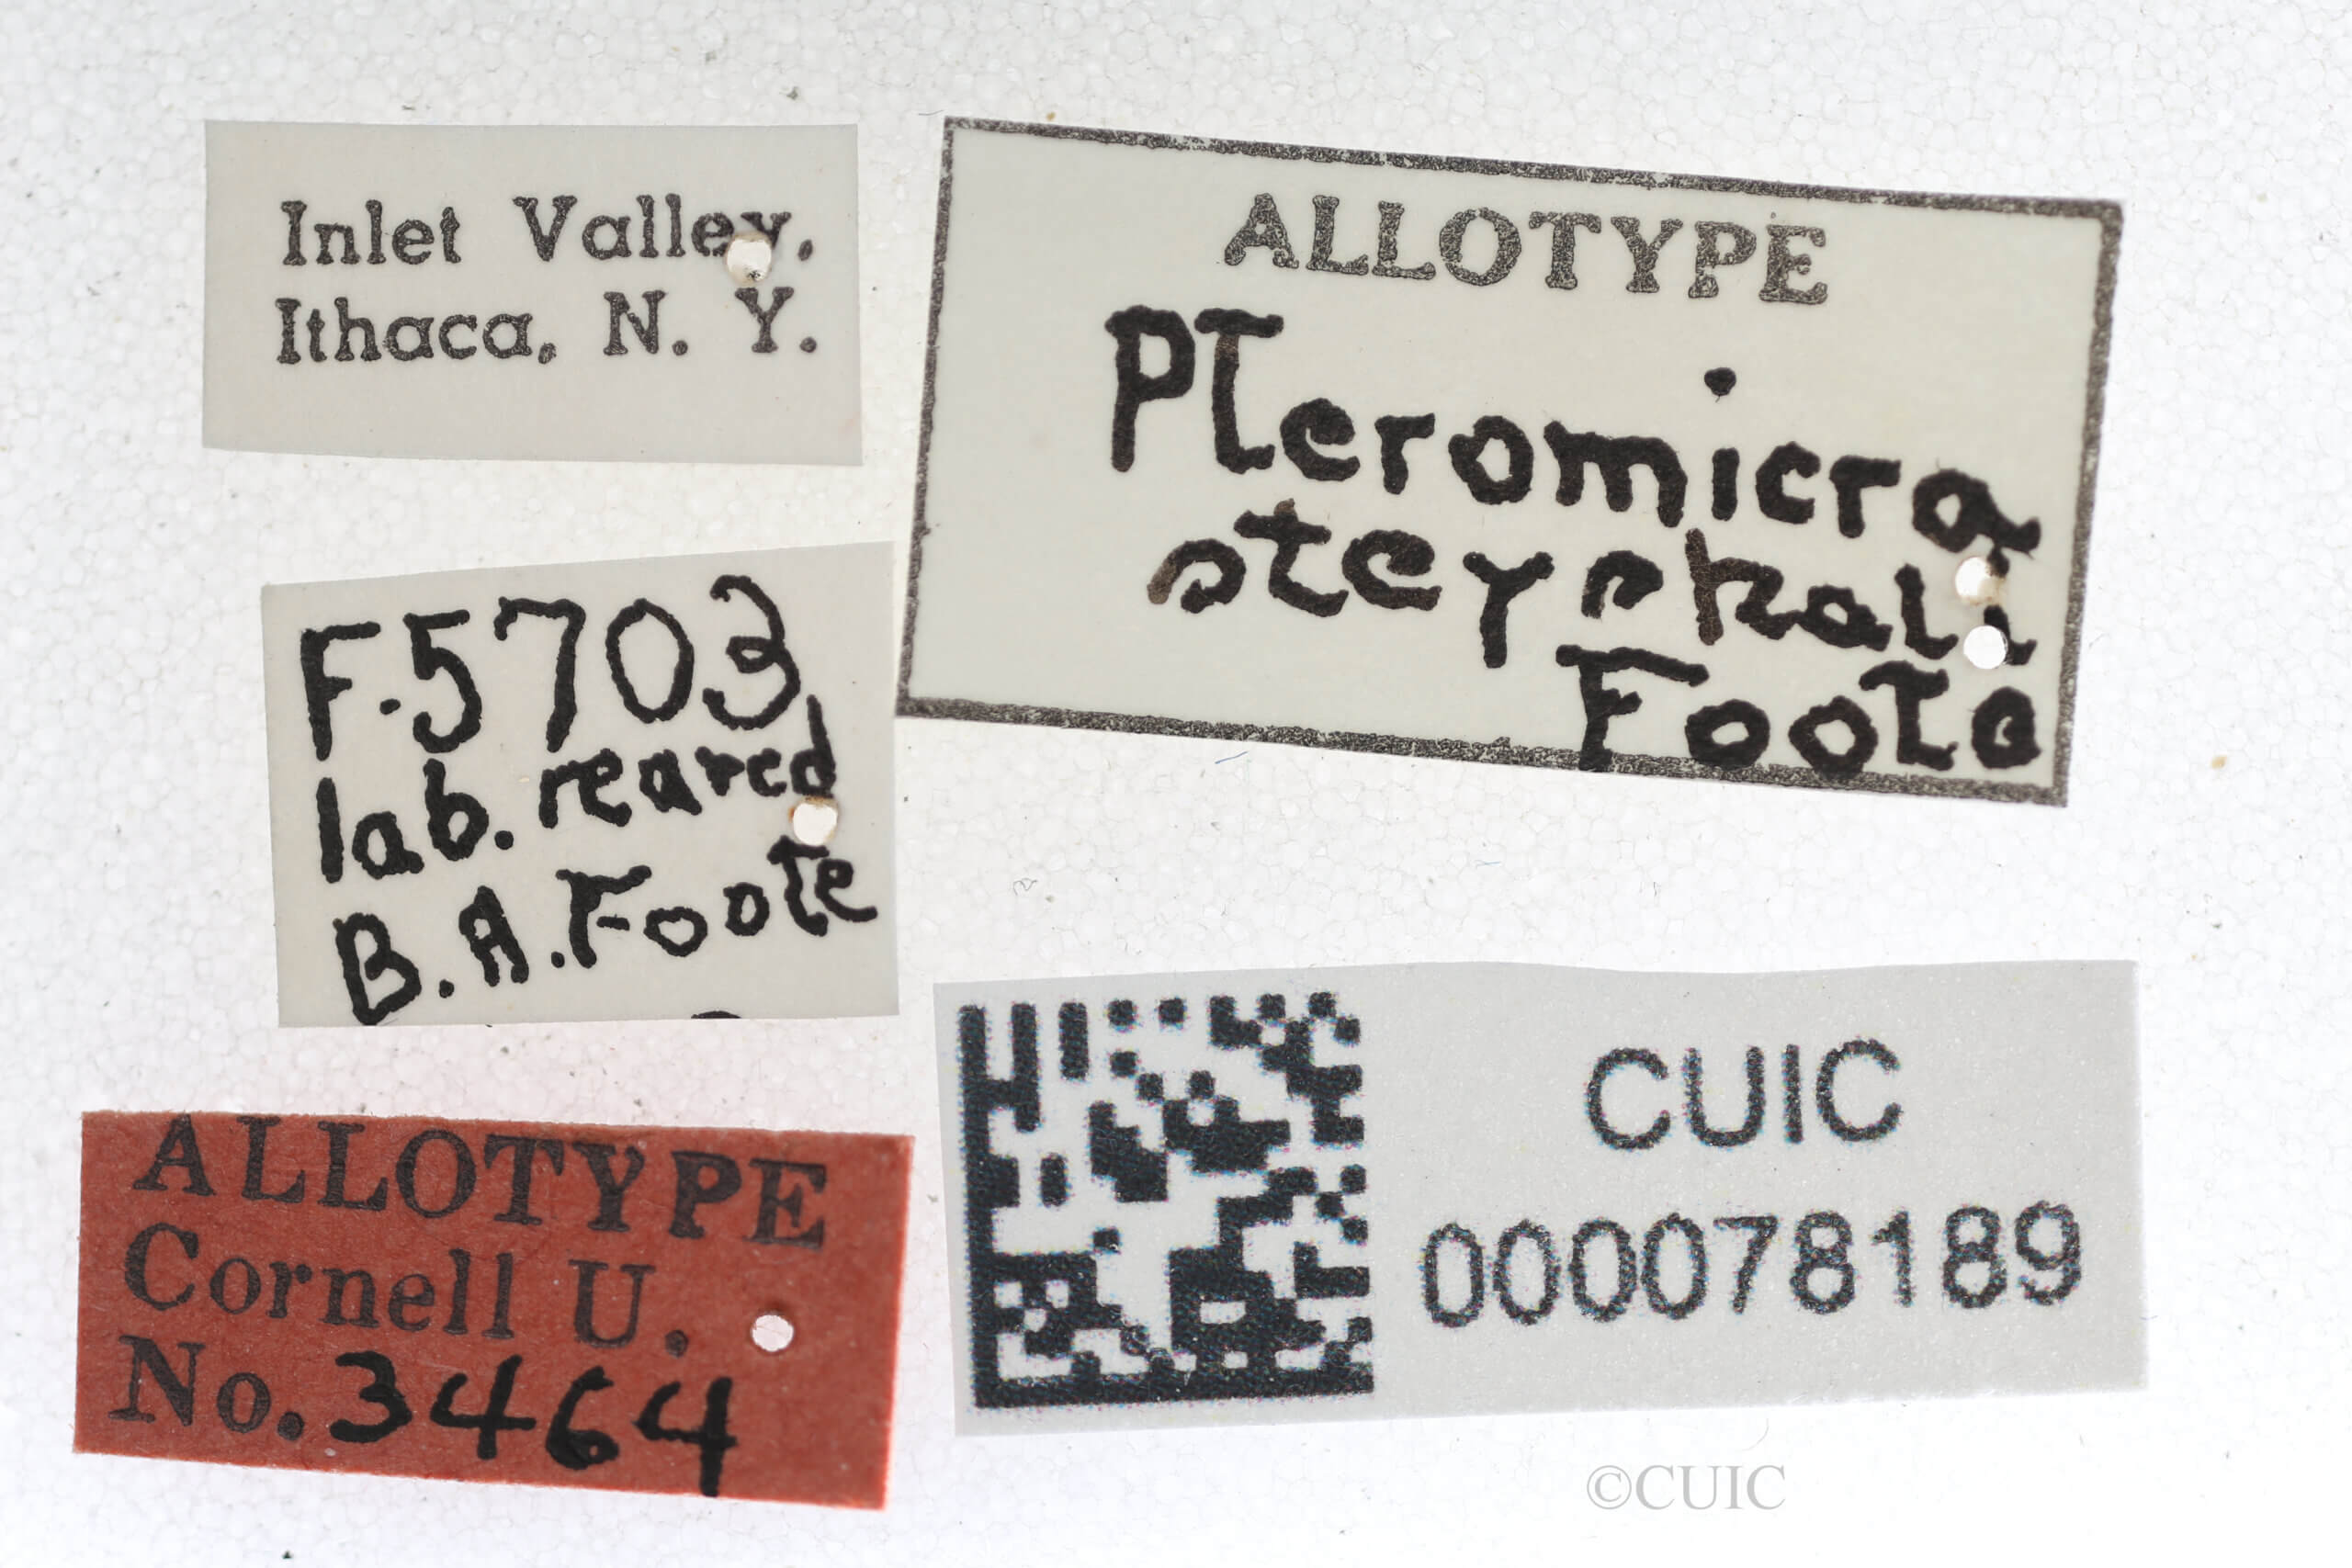 Inlet Valley,
Ithaca, N. Y.
F.5703
lab. reared
B.A. Foote
ALLOTYPE
Cornell U.
No. 3464
ALLOTYPE
Pteromicra
steyskali
Foote
CUIC
000078189
©CUIC